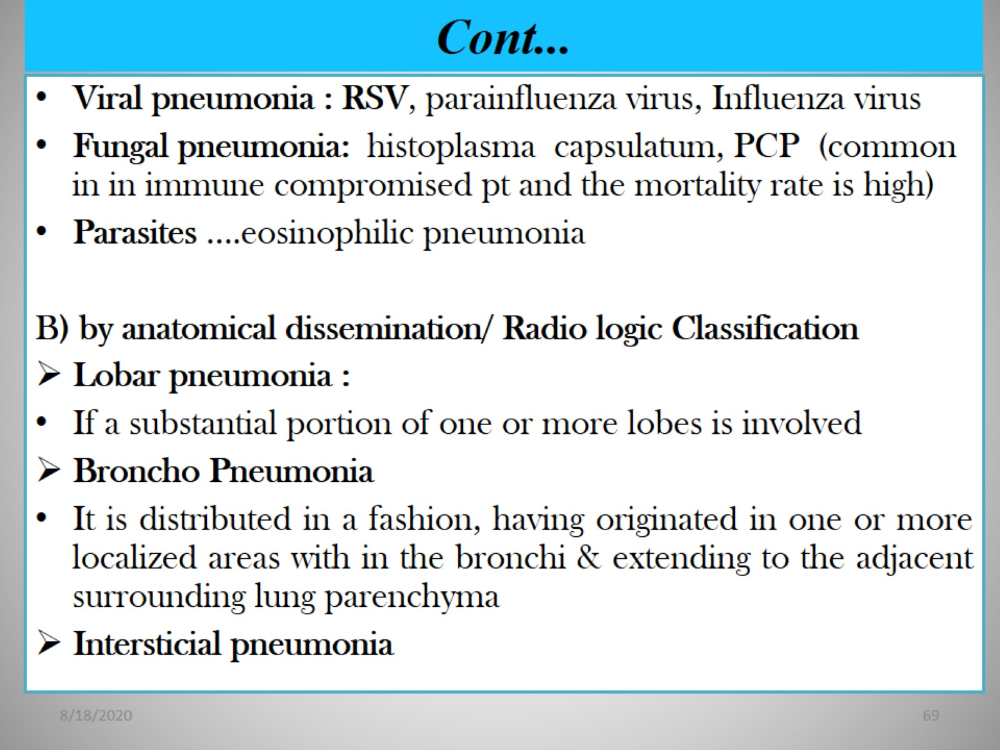 Cont...
• Viral pneumonia : RSV, parainfluenza virus, Influenza virus
• Fungal pneumonia: histoplasma capsulatum, PCP (common
in in immune compromised pt and the mortality rate is high)
• Parasites ....eosinophilic pneumonia
B) by anatomical dissemination/ Radio logic Classification
➢ Lobar pneumonia :
• If a substantial portion of one or more lobes is involved
➢ Broncho Pneumonia
• It is distributed in a fashion, having originated in one or more
localized areas with in the bronchi & extending to the adjacent
surrounding lung parenchyma
➢ Intersticial pneumonia
8/18/2020
69